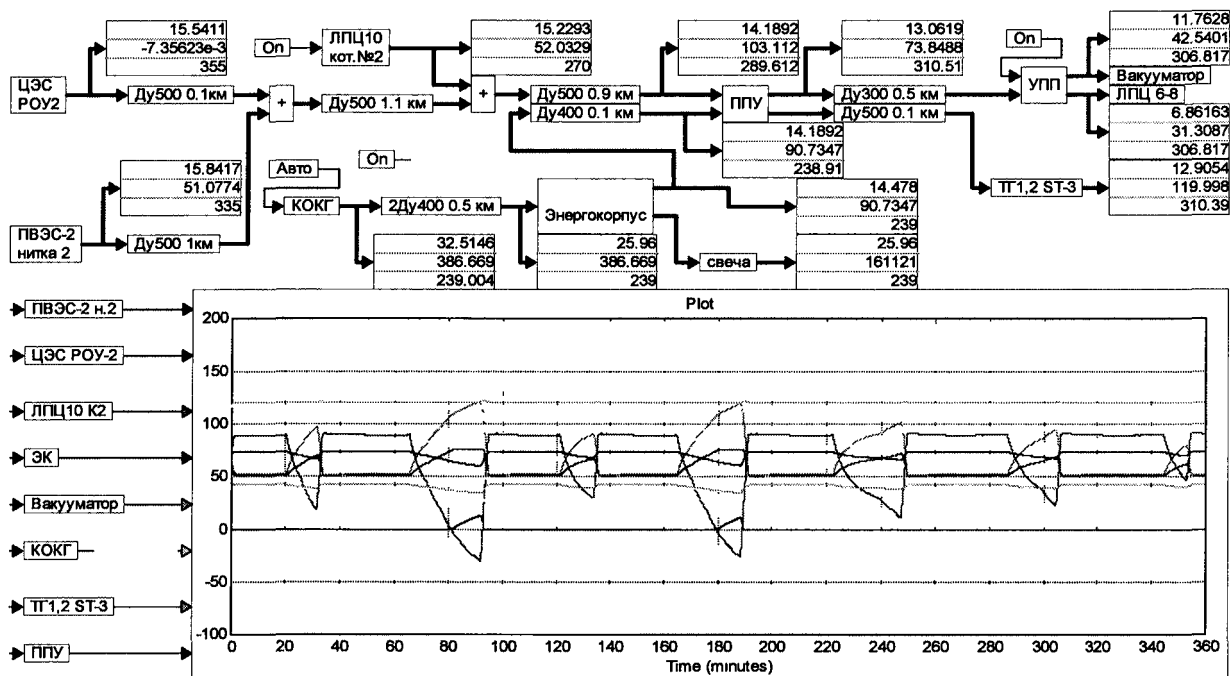 15.5411
-7.35623e-3
355
On
ЛПЦ10
кот.№2
15.2293
52.0329
270
14.1892
103.112
289.612
13.0619
73.8488
310.51
On
11.7628
42.5401
306.817
ЦЭС
РОУ2
Ду500 0.1км
+
Ду500 1.1 км
+
Ду500 0.9 км
Ду400 0.1 км
ППУ
Ду300 0.5 км
Ду500 0.1 км
УПП
Вакууматор
ЛПЦ 6-8
6.86163
31.3087
306.817
14.1892
90.7347
238.91
15.8417
51.0774
335
Авто
On
КОКГ
2Ду400 0.5 км
Энергокорпус
14.478
90.7347
239
ТГ1,2 ST-3
12.9054
119.998
310.39
ПВЭС-2
нитка 2
Ду500 1км
32.5146
386.669
239.004
25.96
386.669
239
свеча
25.96
161121
239
ПВЭС-2 н.2
ЦЭС РОУ-2
ЛПЦ10 К2
ЭК
Вакууматор
КОКГ
ТГ1,2 ST-3
ППУ
Plot
200
150
100
50
0
-50
-100
0 20 40 60 80 100 120 140 160 180 200 220 240 260 280 300 320 340 360
Time (minutes)